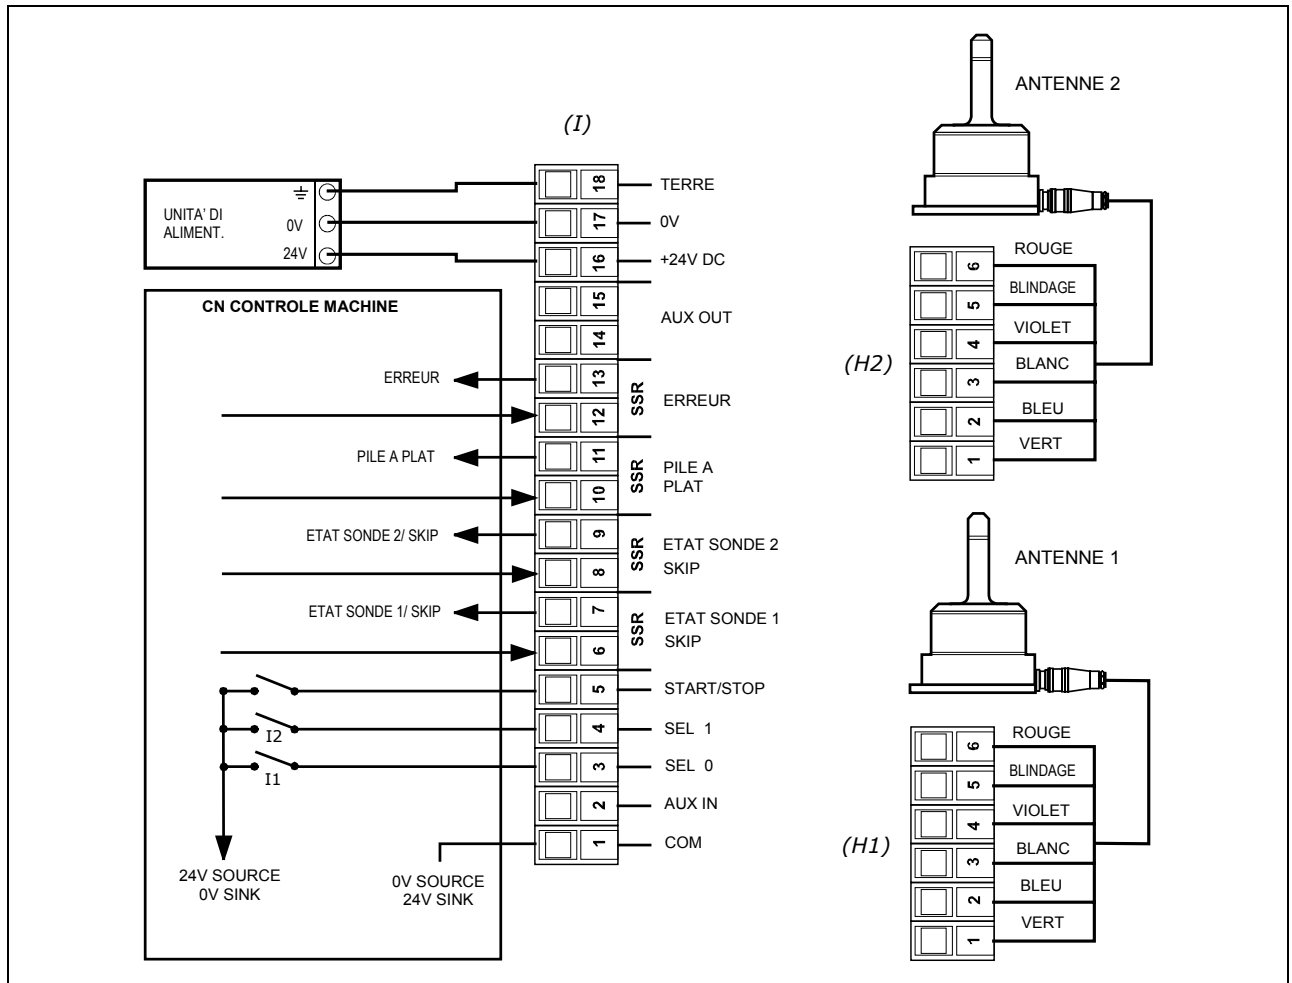 (I)
UNITA' DI
ALIMENT.
0V
24V
18
TERRE
17
0V
16
+24V DC
15
14
AUX OUT
CN CONTROLE MACHINE
ERREUR
13
12
SSR
ERREUR
PILE A PLAT
11
10
SSR
PILE A
PLAT
ETAT SONDE 2/ SKIP
9
8
SSR
ETAT SONDE 2
SKIP
ETAT SONDE 1/ SKIP
7
6
SSR
ETAT SONDE 1
SKIP
5
START/STOP
I2
4
SEL 1
I1
3
SEL 0
2
AUX IN
1
COM
24V SOURCE
0V SINK
0V SOURCE
24V SINK
ANTENNE 2
(H2)
6
5
4
3
2
1
ROUGE
BLINDAGE
VIOLET
BLANC
BLEU
VERT
ANTENNE 1
(H1)
6
5
4
3
2
1
ROUGE
BLINDAGE
VIOLET
BLANC
BLEU
VERT